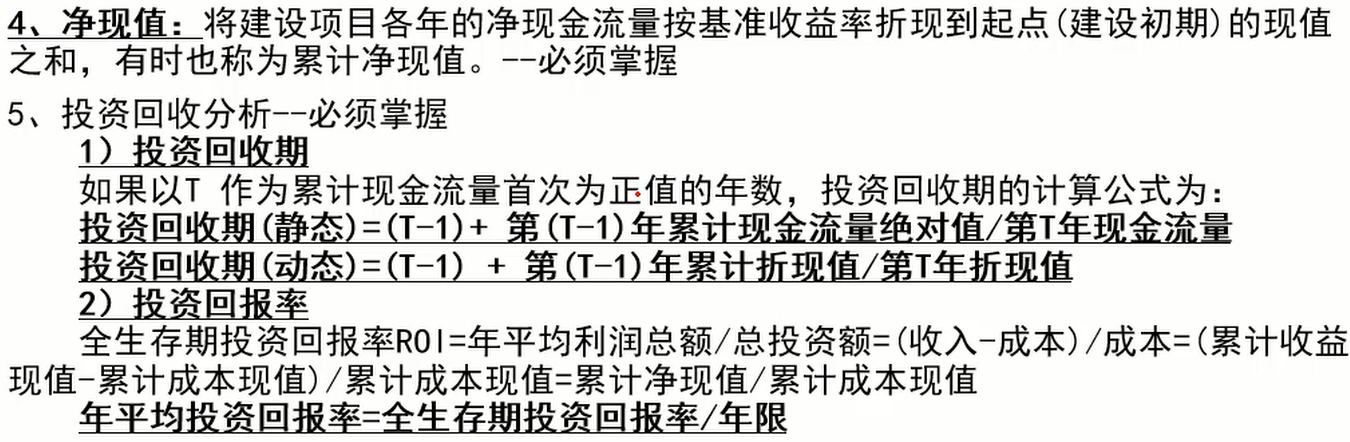 4、净现值：将建设项目各年的净现金流量按基准收益率折现到起点(建设初期)的现值
之和，有时也称为累计净现值。--必须掌握
5、投资回收分析--必须掌握
1）投资回收期
如果以T 作为累计现金流量首次为正值的年数，投资回收期的计算公式为：
投资回收期(静态)=(T-1)+ 第(T-1)年累计现金流量绝对值/第T年现金流量
投资回收期(动态)=(T-1) + 第(T-1)年累计折现值/第T年折现值
2）投资回报率
全生存期投资回报率ROI=年平均利润总额/总投资额=(收入-成本)/成本=(累计收益
现值-累计成本现值)/累计成本现值=累计净现值/累计成本现值
年平均投资回报率=全生存期投资回报率/年限